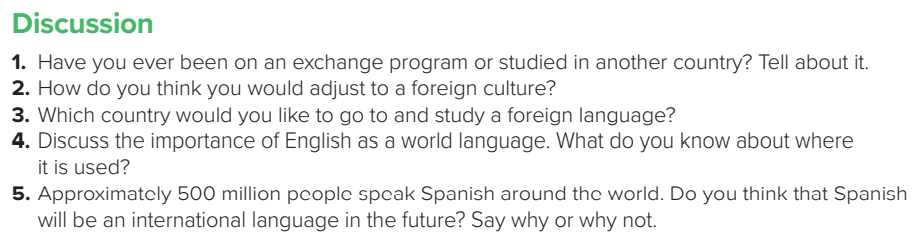 Discussion
1. Have you ever been on an exchange program or studied in another country? Tell about it.
2. How do you think you would adjust to a foreign culture?
3. Which country would you like to go to and study a foreign language?
4. Discuss the importance of English as a world language. What do you know about where
it is used?
5. Approximately 500 million people speak Spanish around the world. Do you think that Spanish
will be an international language in the future? Say why or why not.